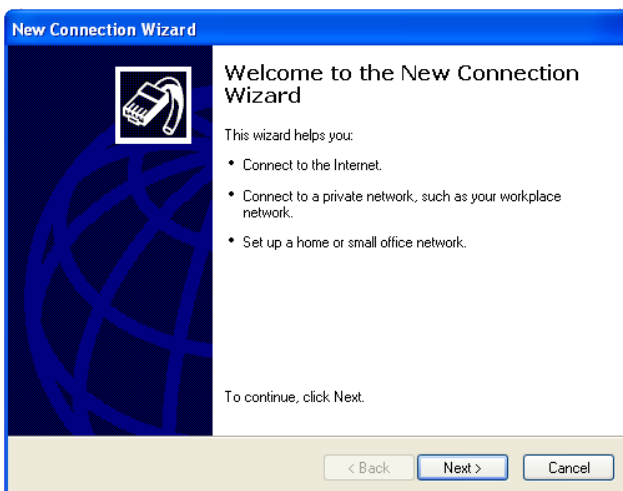 New Connection Wizard
Welcome to the New Connection
Wizard
This wizard helps you:
• Connect to the Internet.
• Connect to a private network, such as your workplace
network.
• Set up a home or small office network.
To continue, click Next.
< Back
Next >
Cancel